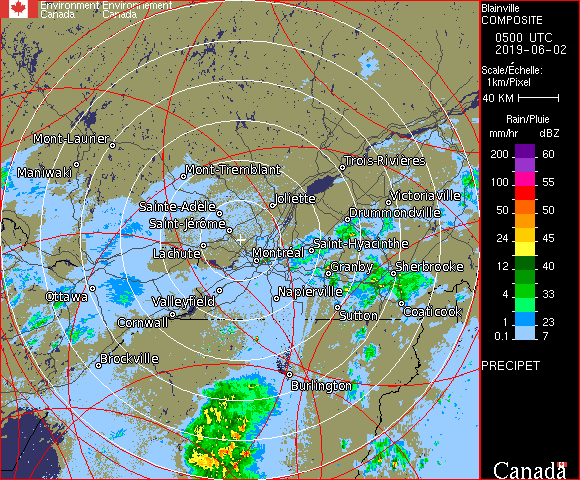 Environment Environnement
Canada Canada
Blainville
COMPOSITE
0500 UTC
2019-06-02
Scale/Échelle:
1km/Pixel
40 KM
Rain/Pluie
mm/hr dBZ
200 60
100 55
50 50
24 45
12 40
4 33
1 23
0.1 7
PRECIPET
Canada
Mont-Laurier
Maniwaki
Mont-Tremblant
Trois-Rivières
Joliette
Victoriaville
Sainte-Adèle
Drummondville
Saint-Jérôme
Lachute
Montréal
Saint-Hyacinthe
Granby
Sherbrooke
Ottawa
Valleyfield
Napierville
Cornwall
Sutton
Coaticook
Brockville
Burlington